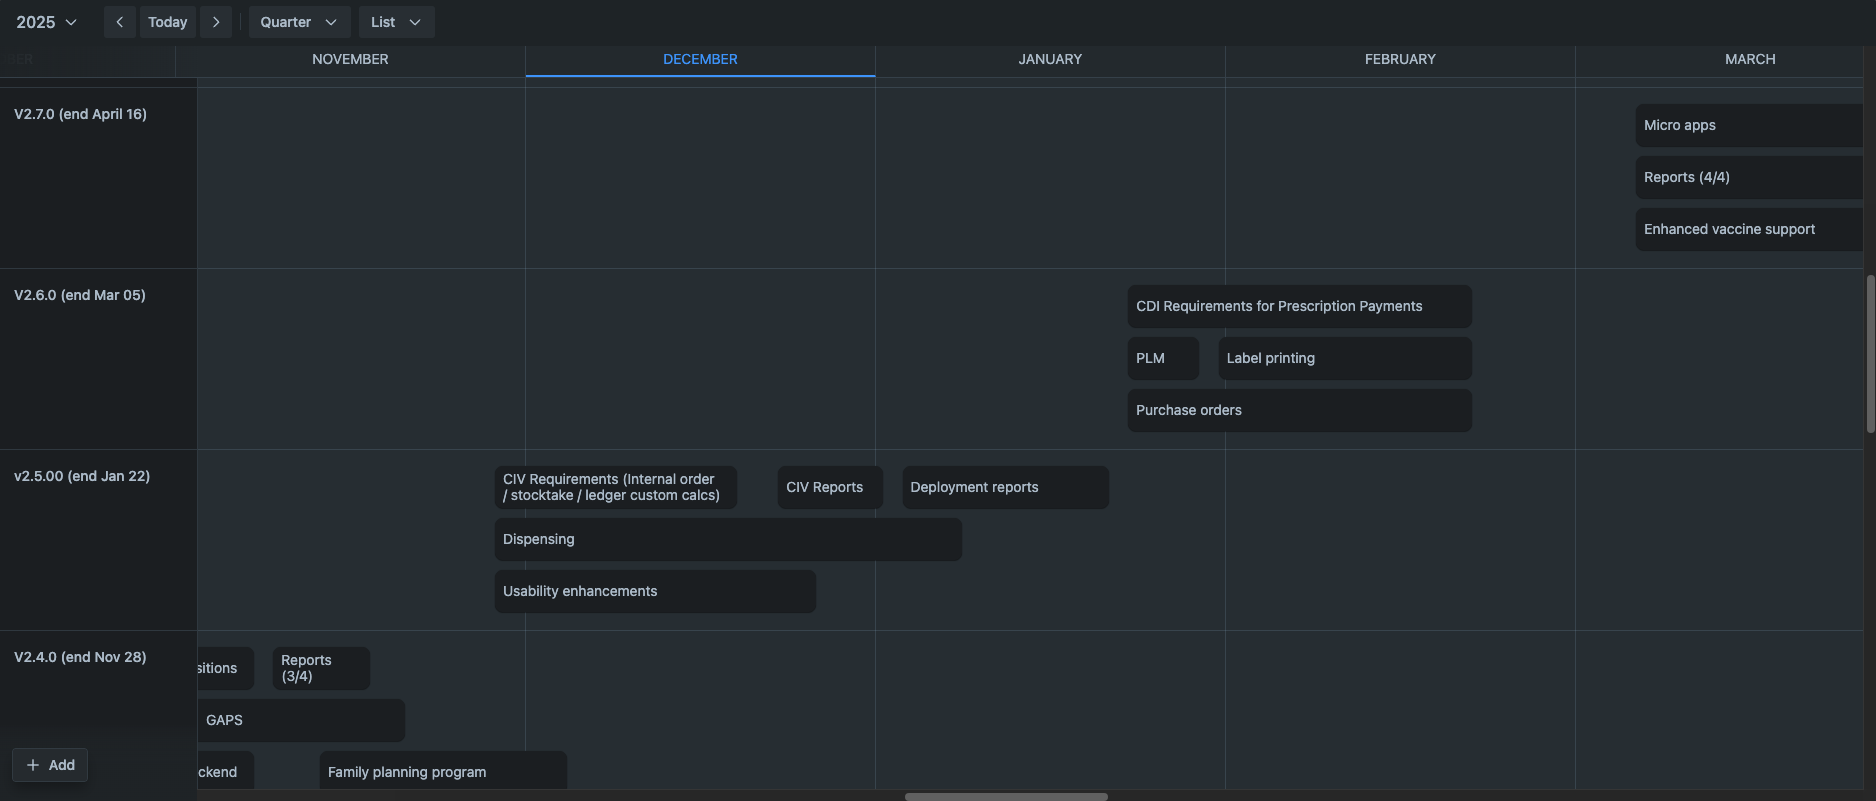 2025
Today
Quarter
List
BER
NOVEMBER
DECEMBER
JANUARY
FEBRUARY
MARCH
V2.7.0 (end April 16)
Micro apps
Reports (4/4)
Enhanced vaccine support
V2.6.0 (end Mar 05)
CDI Requirements for Prescription Payments
PLM
Label printing
Purchase orders
v2.5.00 (end Jan 22)
CIV Requirements (Internal order
/ stocktake / ledger custom calcs)
CIV Reports
Deployment reports
Dispensing
Usability enhancements
V2.4.0 (end Nov 28)
sitions
Reports
(3/4)
GAPS
ckend
Family planning program
Add